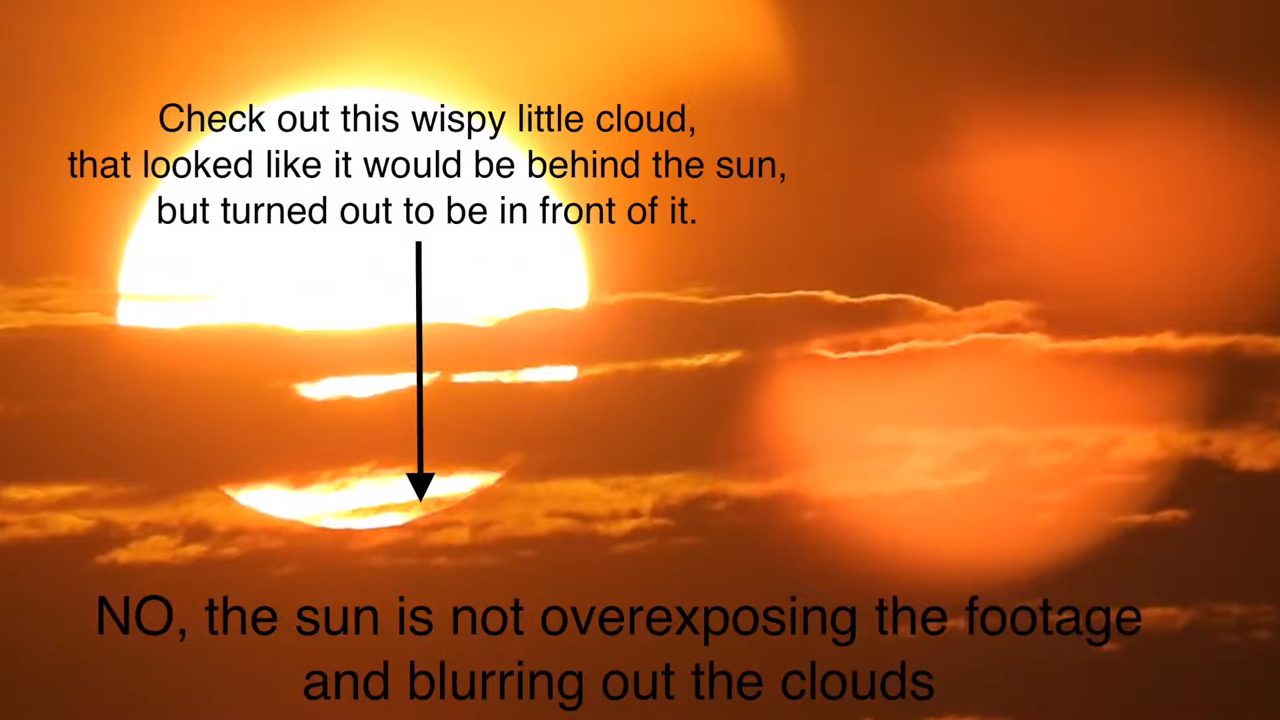 Check out this wispy little cloud,
that looked like it would be behind the sun,
but turned out to be in front of it.
NO, the sun is not overexposing the footage
and blurring out the clouds